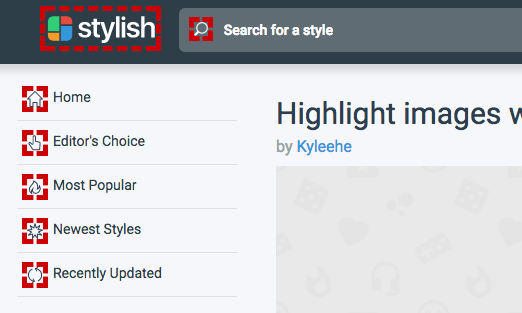 stylish
Search for a style
Home
Editor's Choice
Most Popular
Newest Styles
Recently Updated
Highlight images
by Kyleehe